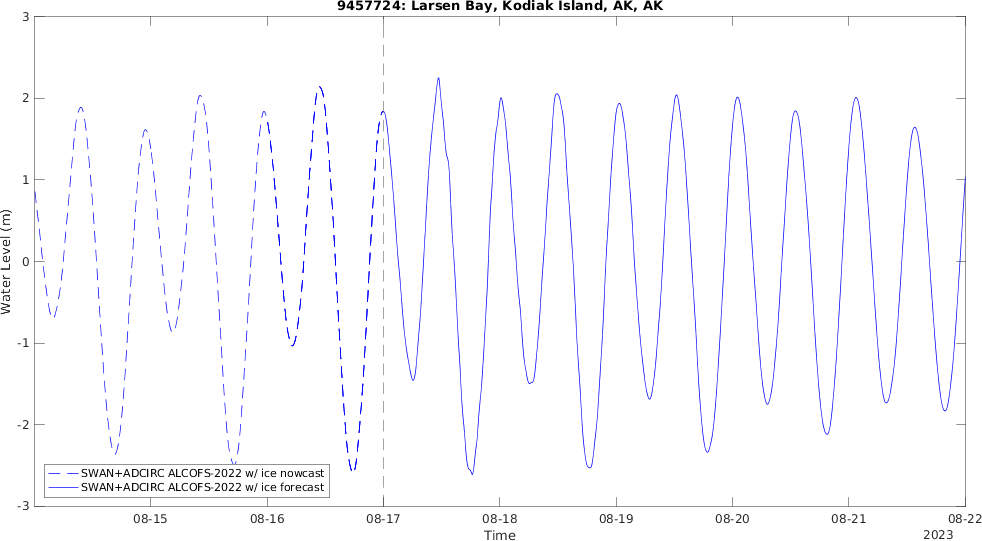 9457724: Larsen Bay, Kodiak Island, AK, AK
3
2
1
0
-1
-2
-3
Water Level (m)
SWAN+ADCIRC ALCOFS-2022 w/ ice nowcast
SWAN+ADCIRC ALCOFS-2022 w/ ice forecast
08-15 08-16 08-17 08-18 08-19 08-20 08-21 08-22
Time
2023